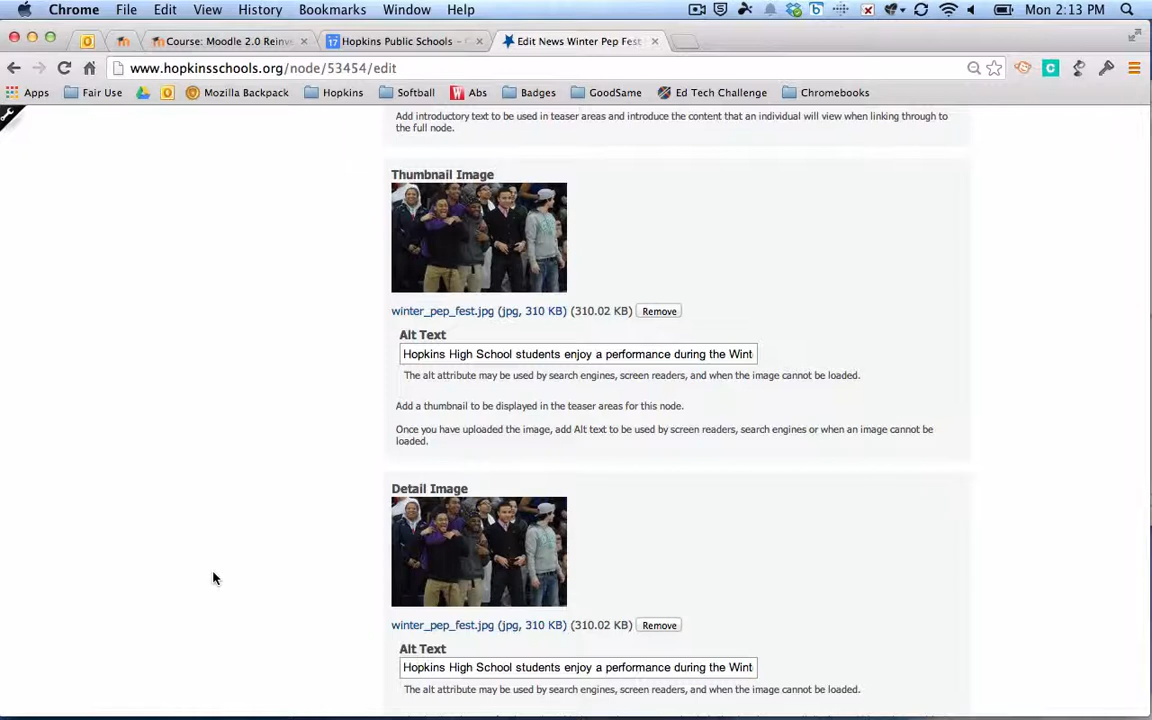 Chrome File Edit View History Bookmarks Window Help Mon 2:13 PM
Course: Moodle 2.0 Reinv × 17 Hopkins Public Schools – × Edit News Winter Pep Fest ×
www.hopkinsschools.org/node/53454/edit
Apps Fair Use Mozilla Backpack Hopkins Softball W Abs Badges GoodSame Ed Tech Challenge Chromebooks
Add introductory text to be used in teaser areas and introduce the content that an individual will view when linking through to
the full node.
Thumbnail Image
winter_pep_fest.jpg (jpg, 310 KB) (310.02 KB) Remove
Alt Text
Hopkins High School students enjoy a performance during the Wint
The alt attribute may be used by search engines, screen readers, and when the image cannot be loaded.
Add a thumbnail to be displayed in the teaser areas for this node.
Once you have uploaded the image, add Alt text to be used by screen readers, search engines or when an image cannot be
loaded.
Detail Image
winter_pep_fest.jpg (jpg, 310 KB) (310.02 KB) Remove
Alt Text
Hopkins High School students enjoy a performance during the Wint
The alt attribute may be used by search engines, screen readers, and when the image cannot be loaded.